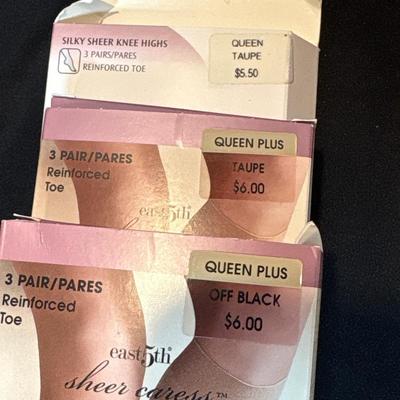 SILKY SHEER KNEE HIGHS
3 PAIRS/PARES
REINFORCED TOE
QUEEN
TAUPE
$5.50
3 PAIR/PARES
Reinforced
Toe
QUEEN PLUS
TAUPE
$6.00
east5th
3 PAIR/PARES
Reinforced
Toe
QUEEN PLUS
OFF BLACK
$6.00
east5th®
sheer caress™